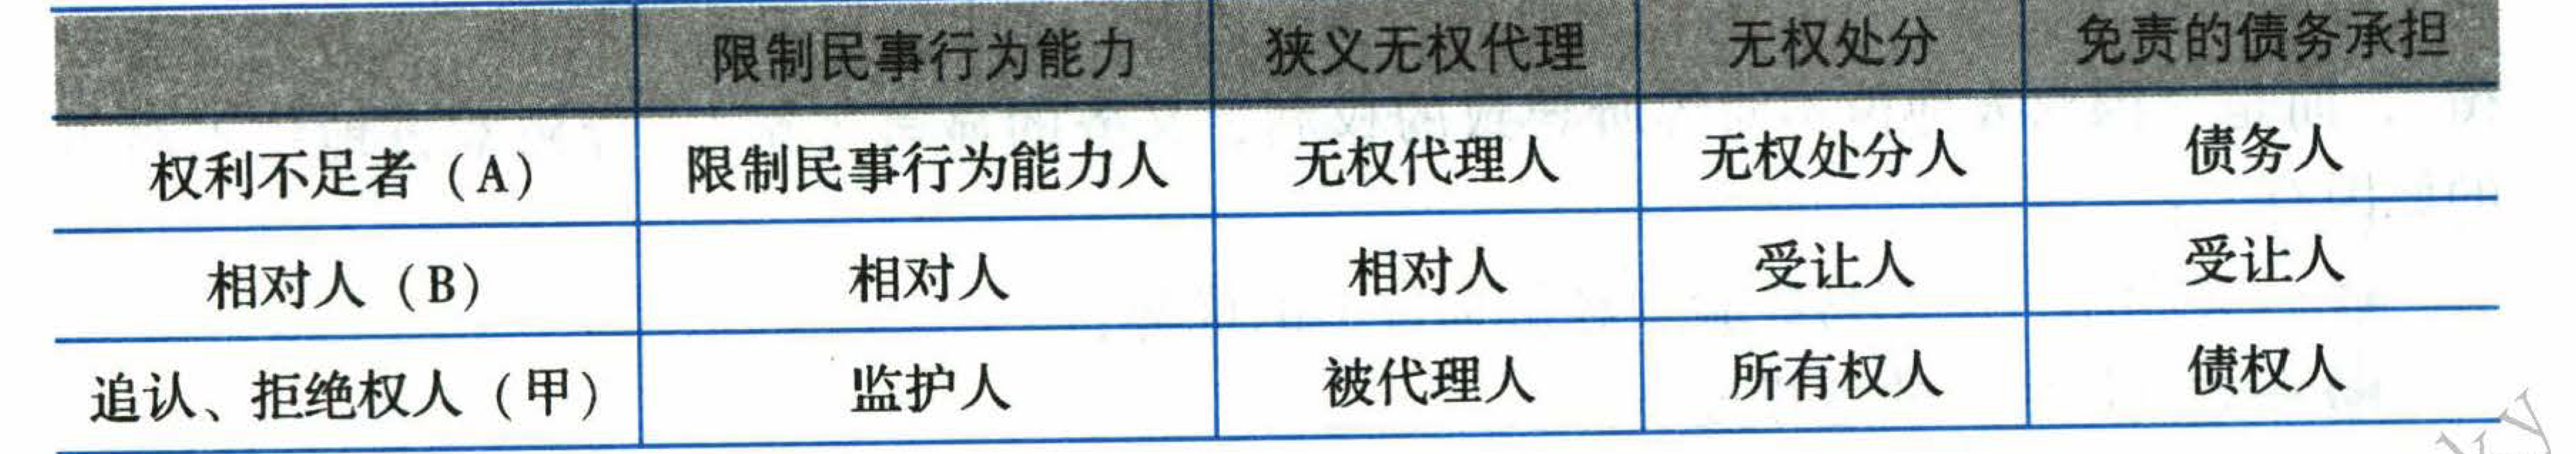 限制民事行为能力 狭义无权代理 无权处分 免责的债务承担
权利不足者（A） 限制民事行为能力人 无权代理人 无权处分人 债务人
相对人（B） 相对人 相对人 受让人 受让人
追认、拒绝权人（甲） 监护人 被代理人 所有权人 债权人